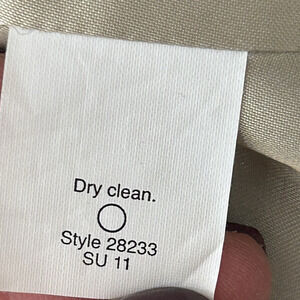 Dry clean.
Style 28233
SU 11